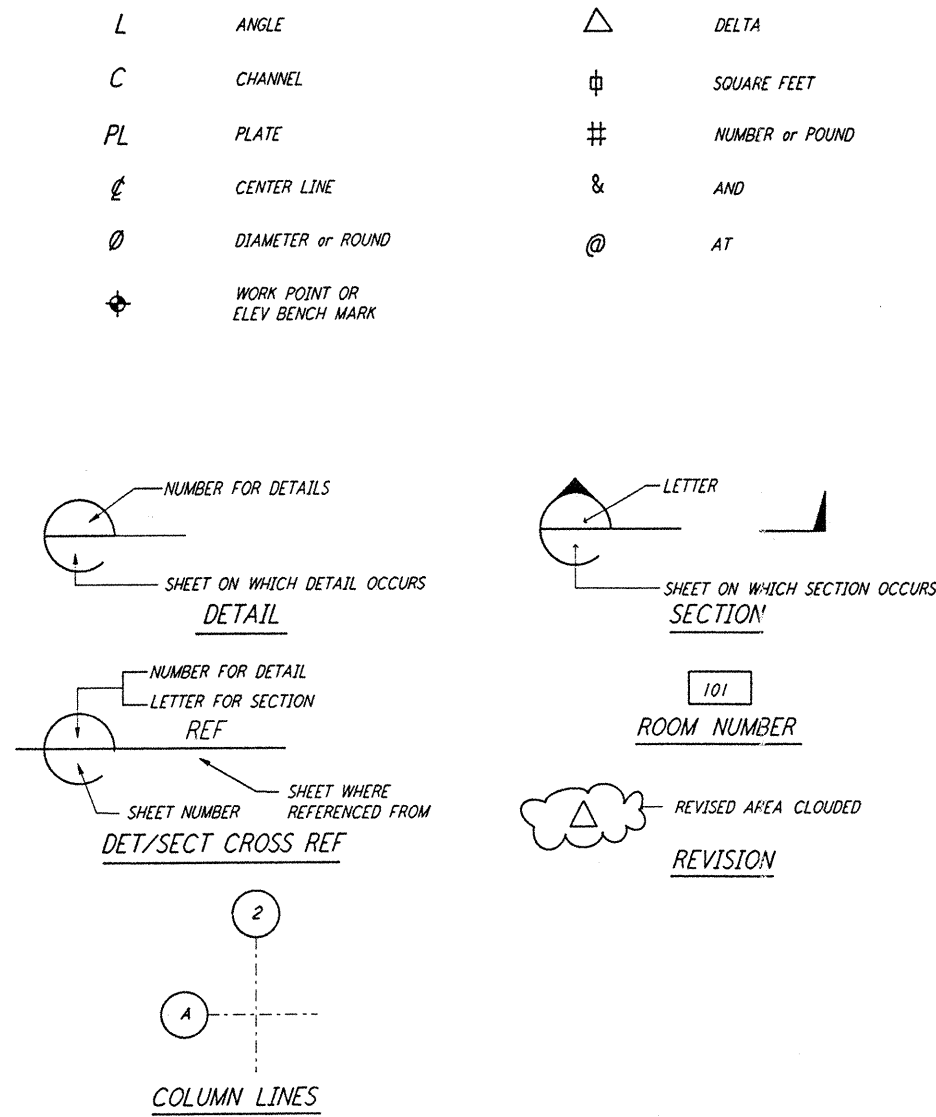 L ANGLE
C CHANNEL
PL PLATE
℄ CENTER LINE
Ø DIAMETER or ROUND
WORK POINT OR
ELEV BENCH MARK
△ DELTA
SQUARE FEET
# NUMBER or POUND
& AND
@ AT
NUMBER FOR DETAILS
SHEET ON WHICH DETAIL OCCURS
DETAIL
LETTER
SHEET ON WHICH SECTION OCCURS
SECTION
NUMBER FOR DETAIL
LETTER FOR SECTION
REF
SHEET NUMBER
SHEET WHERE
REFERENCED FROM
DET/SECT CROSS REF
101
ROOM NUMBER
REVISED AREA CLOUDED
REVISION
2
A
COLUMN LINES